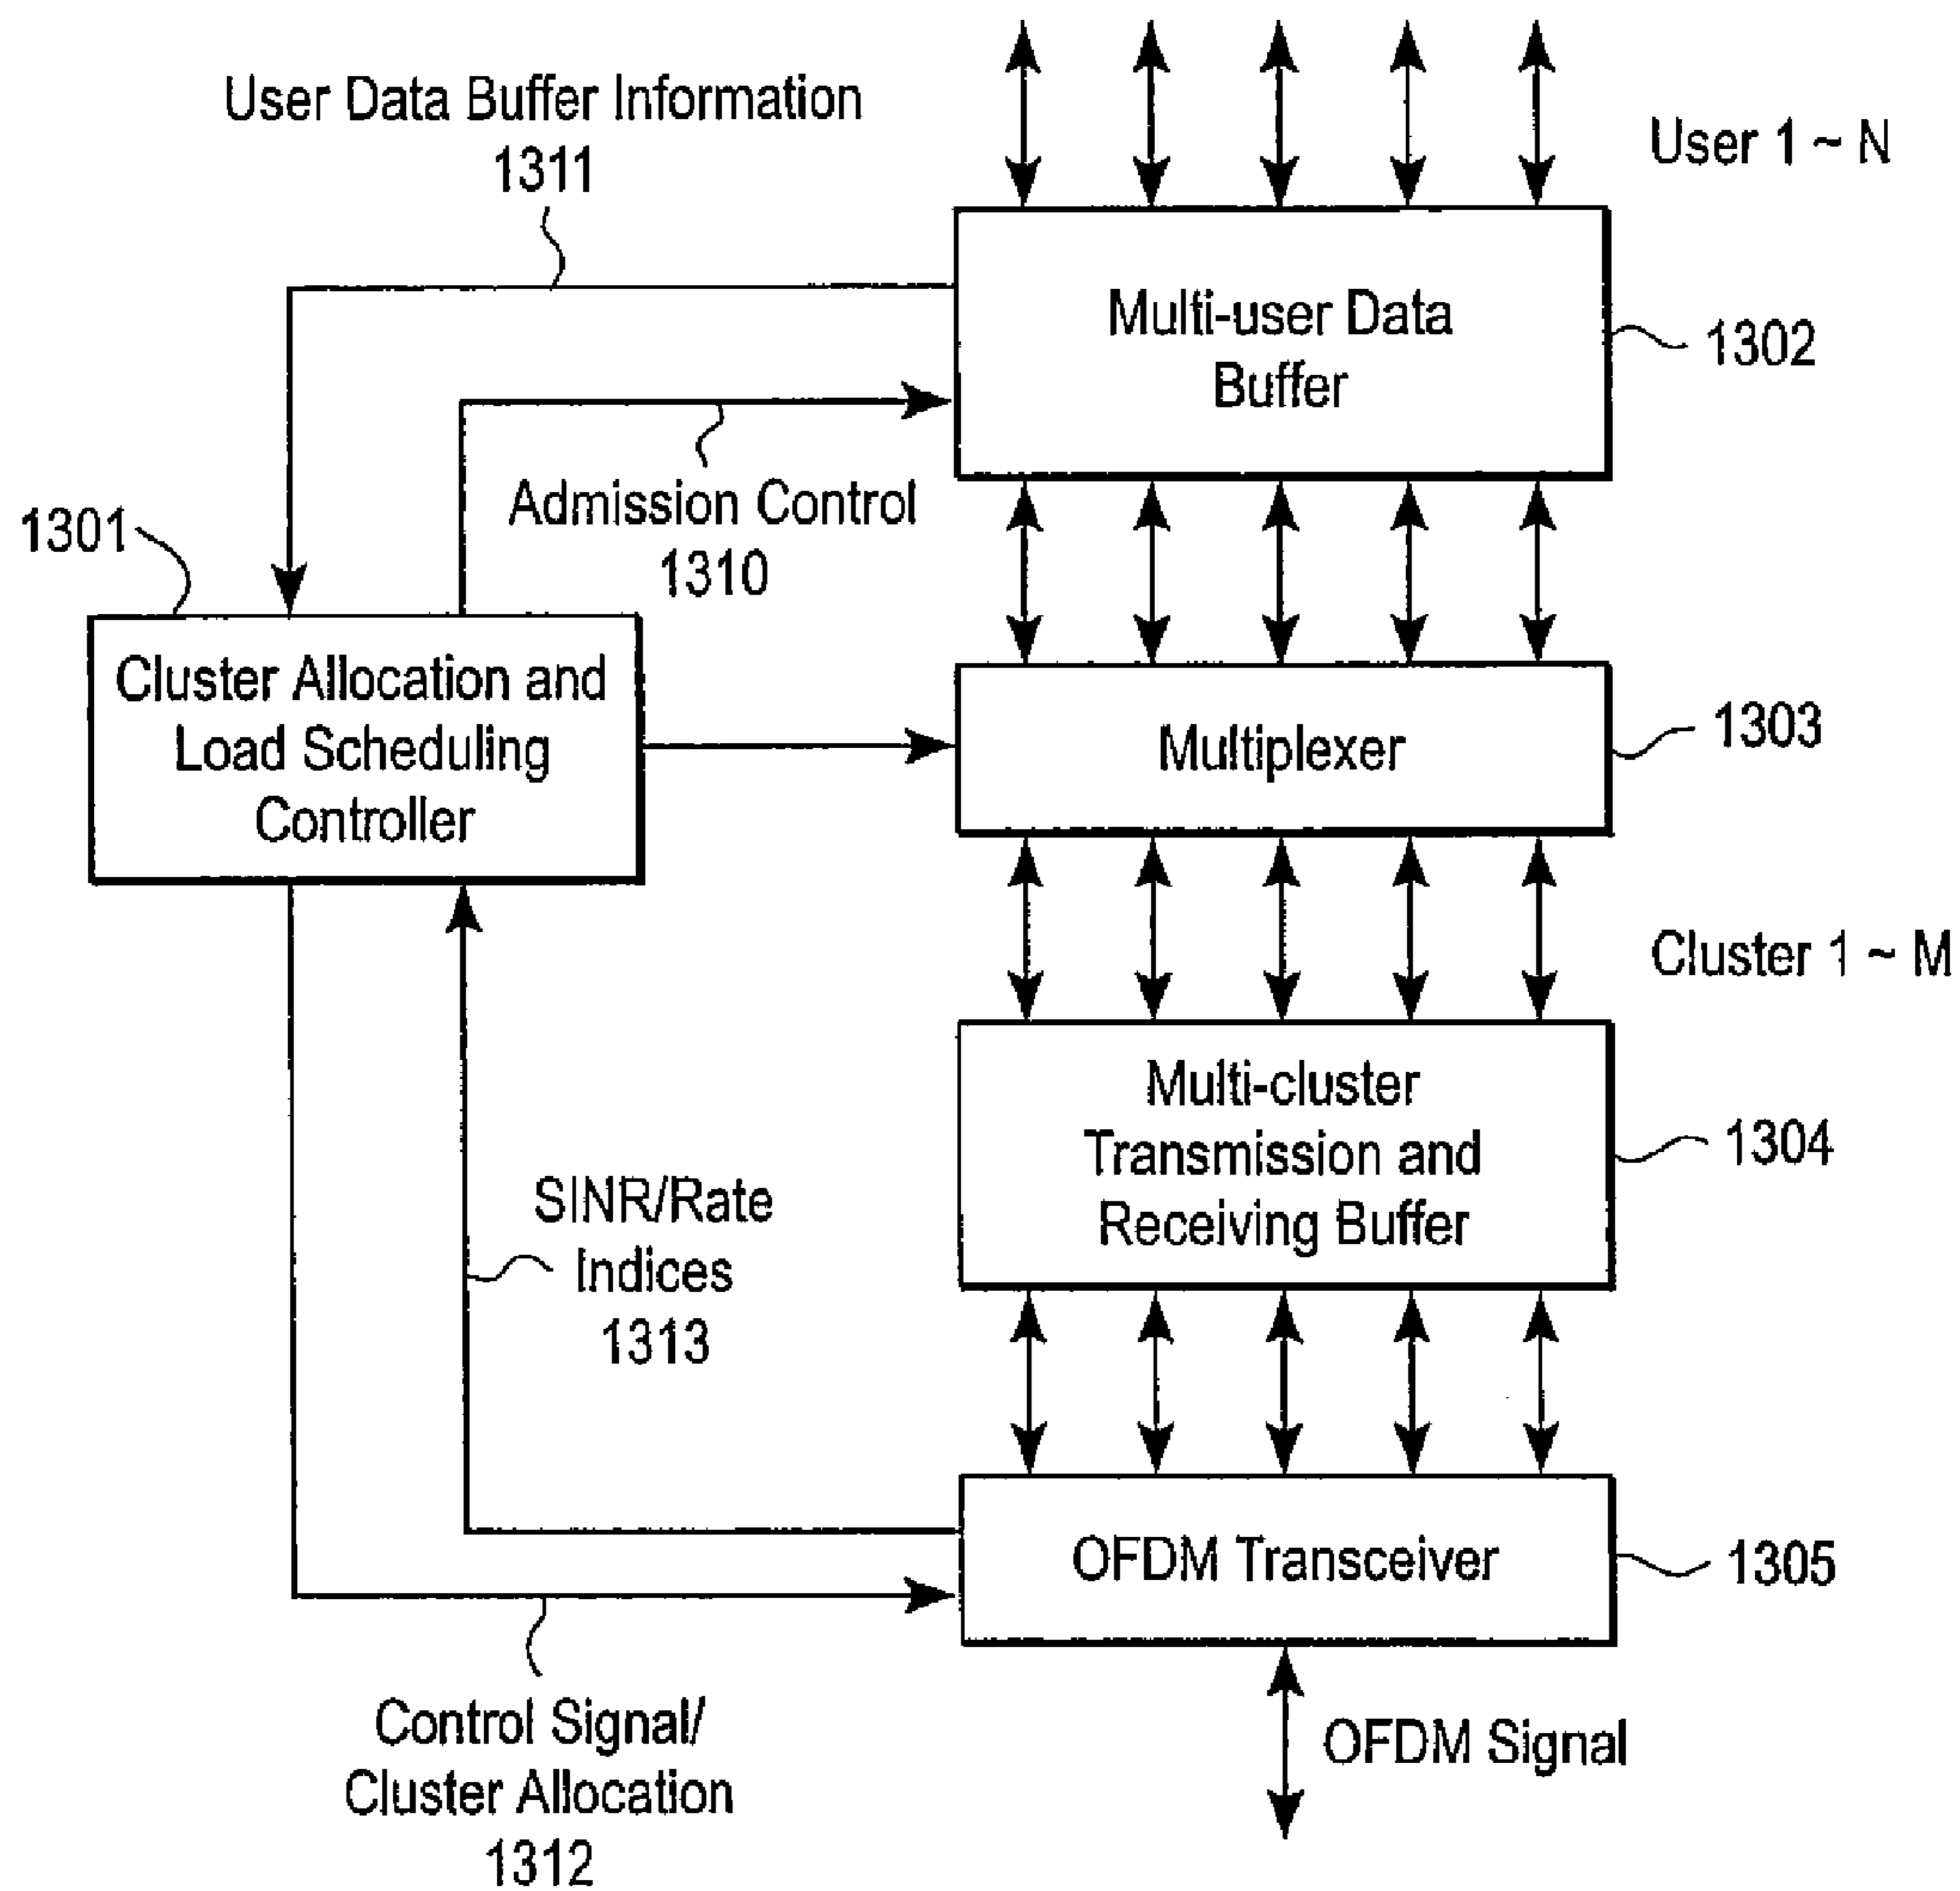 User Data Buffer Information
1311
User 1 ~ N
Multi-user Data
Buffer
1302
Admission Control
1310
1301
Cluster Allocation and
Load Scheduling
Controller
Multiplexer
1303
Cluster 1 ~ M
Multi-cluster
Transmission and
Receiving Buffer
1304
SINR/Rate
Indices
1313
OFDM Transceiver
1305
Control Signal/
Cluster Allocation
1312
OFDM Signal